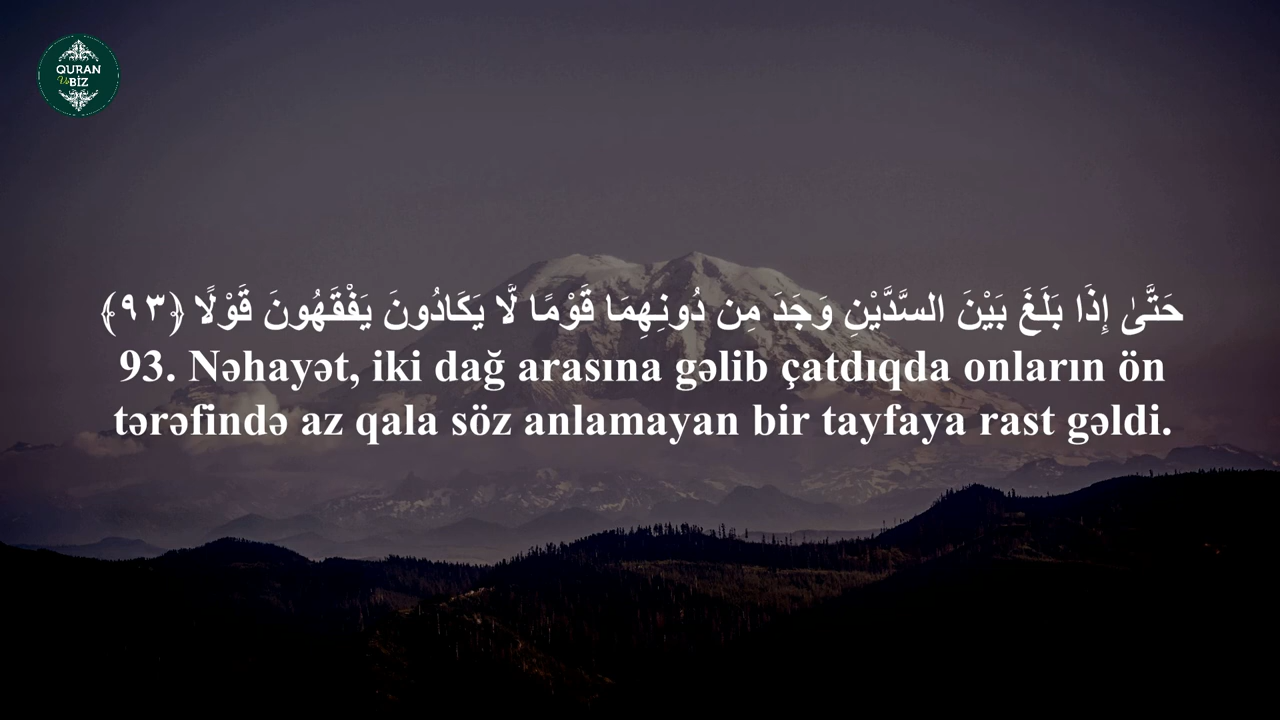 QURAN
Və BİZ
حَتَّىٰ إِذَا بَلَغَ بَيْنَ السَّدَّيْنِ وَجَدَ مِن دُونِهِمَا قَوْمًا لَّا يَكَادُونَ يَفْقَهُونَ قَوْلًا ﴿٩٣﴾
93. Nəhayət, iki dağ arasına gəlib çatdıqda onların ön
tərəfində az qala söz anlamayan bir tayfaya rast gəldi.